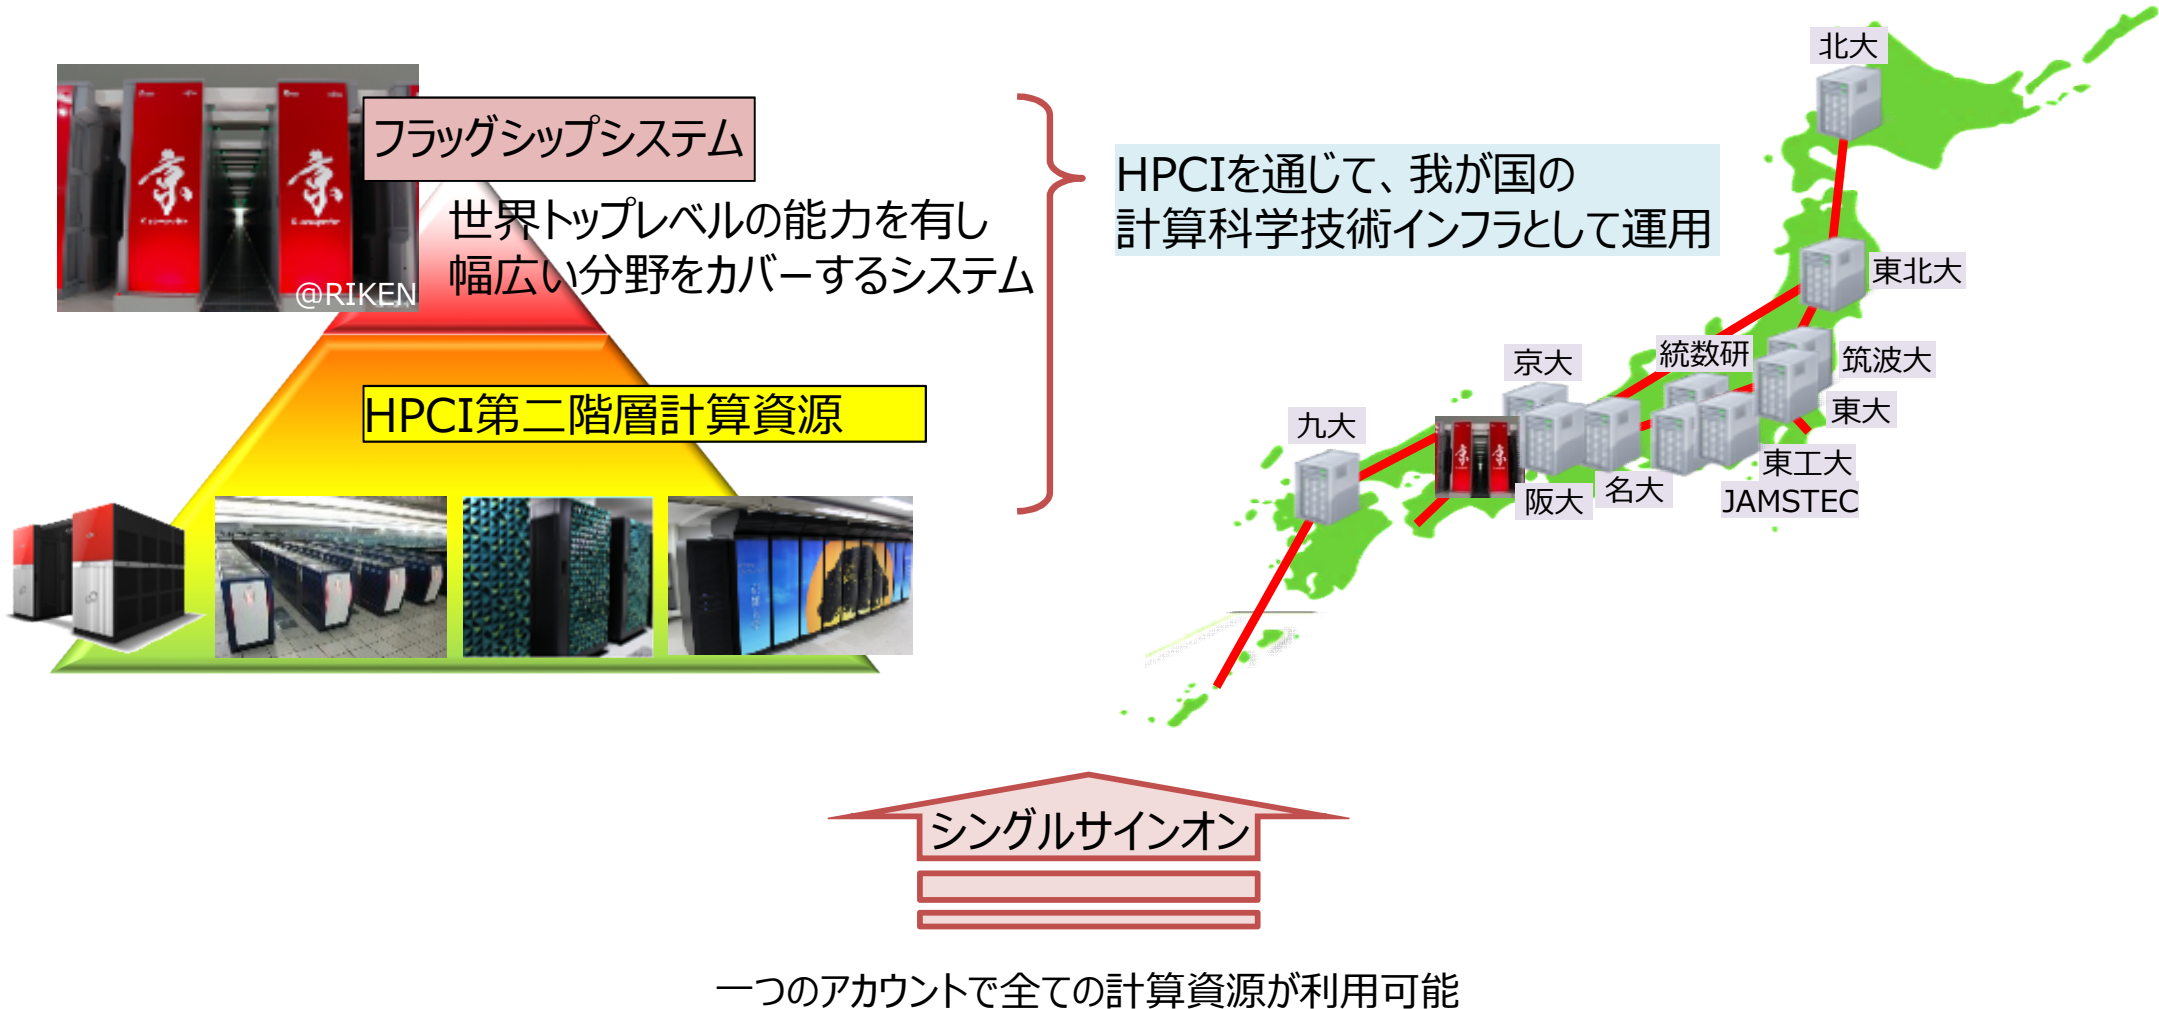 京
京
@RIKEN
フラッグシップシステム
世界トップレベルの能力を有し
幅広い分野をカバーするシステム
HPCI第二階層計算資源
HPCIを通じて、我が国の
計算科学技術インフラとして運用
北大
東北大
筑波大
統数研
東大
京大
九大
東工大
JAMSTEC
名大
阪大
京
京
シングルサインオン
一つのアカウントで全ての計算資源が利用可能